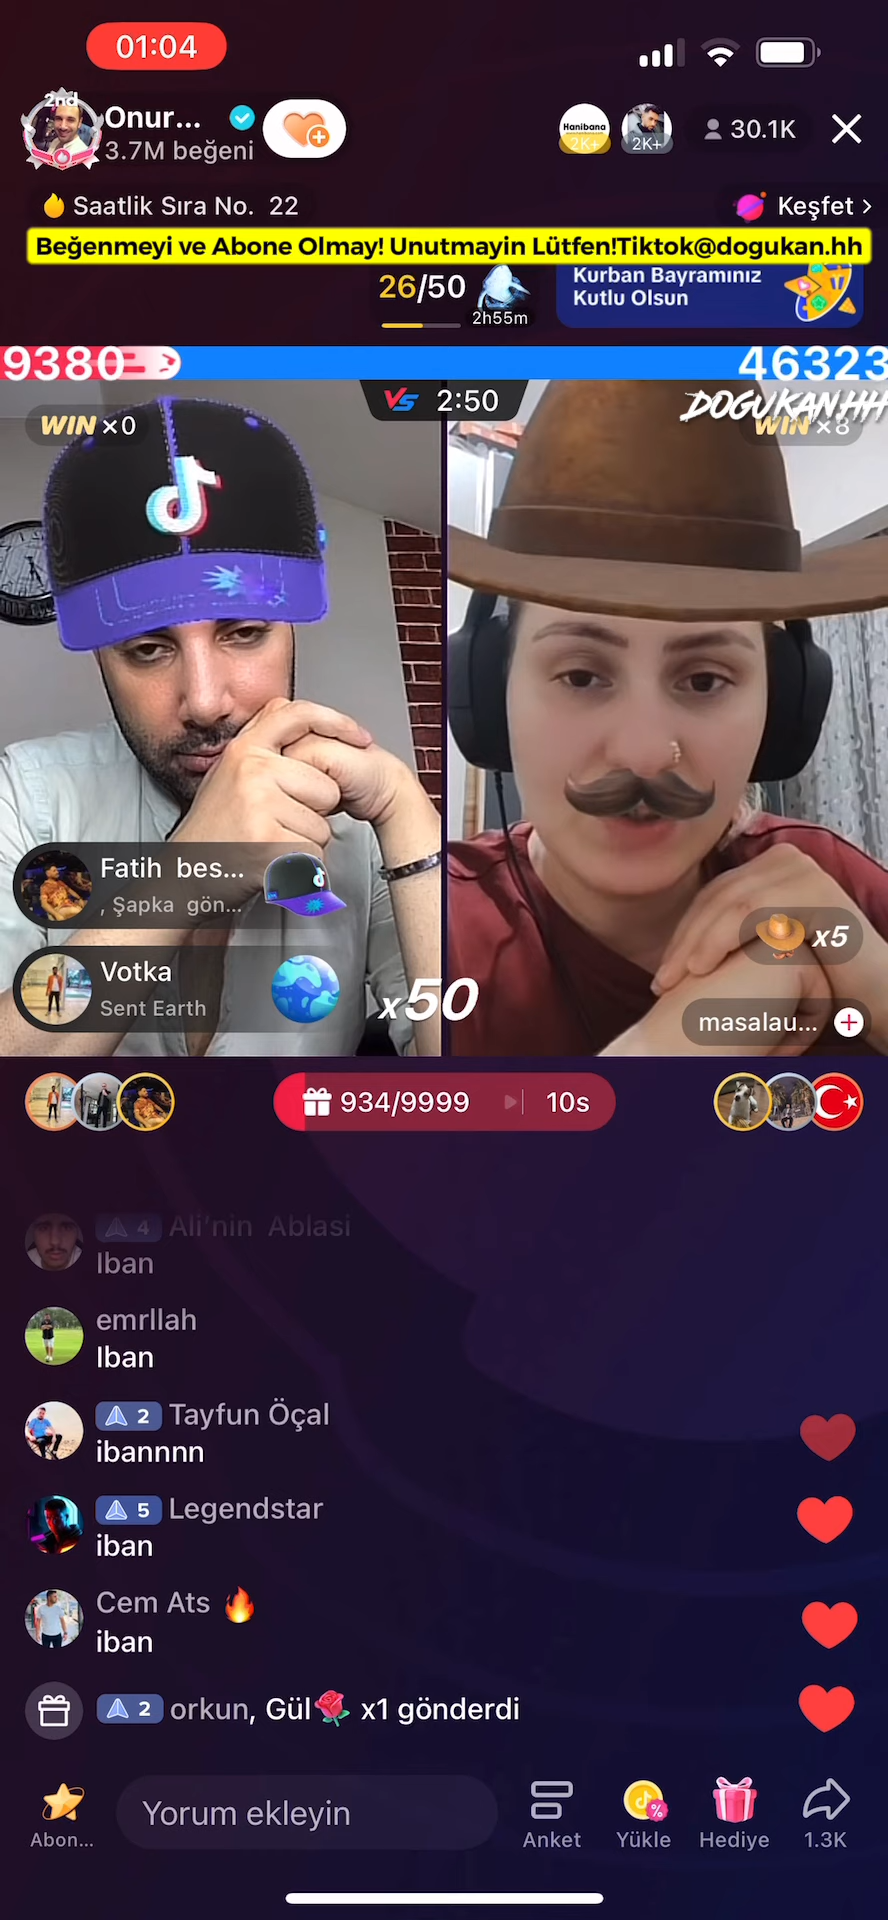 01:04
2nd
Onur...
3.7M beğeni
Hanibana
2K+
2K+
30.1K
Saatlik Sıra No. 22
Keşfet >
Beğenmeyi ve Abone Olmay! Unutmayin Lütfen!Tiktok@dogukan.hh
26/50
2h55m
Kurban Bayramınız
Kutlu Olsun
9380
46323
VS 2:50
DOGUKAN.HH
WIN x0
WIN x8
Fatih bes...
, Şapka gön...
Votka
Sent Earth
x50
x5
masalau...
934/9999
10s
4 Ali'nin Ablasi
Iban
emrllah
Iban
2 Tayfun Öçal
ibannnn
5 Legendstar
iban
Cem Ats 🔥
iban
2 orkun, Gül🌹 x1 gönderdi
Abon...
Yorum ekleyin
Anket
Yükle
Hediye
1.3K